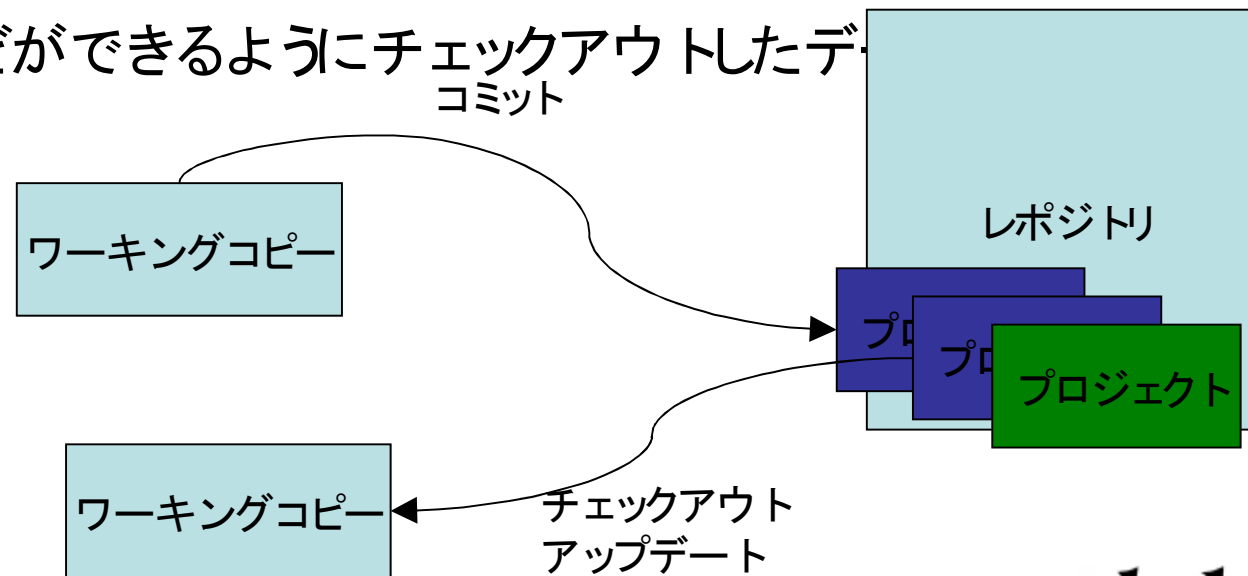 ができるようにチェックアウトしたデ
コミット
レポジトリ
ワーキングコピー
プロ
プロ
プロジェクト
ワーキングコピー
チェックアウト
アップデート